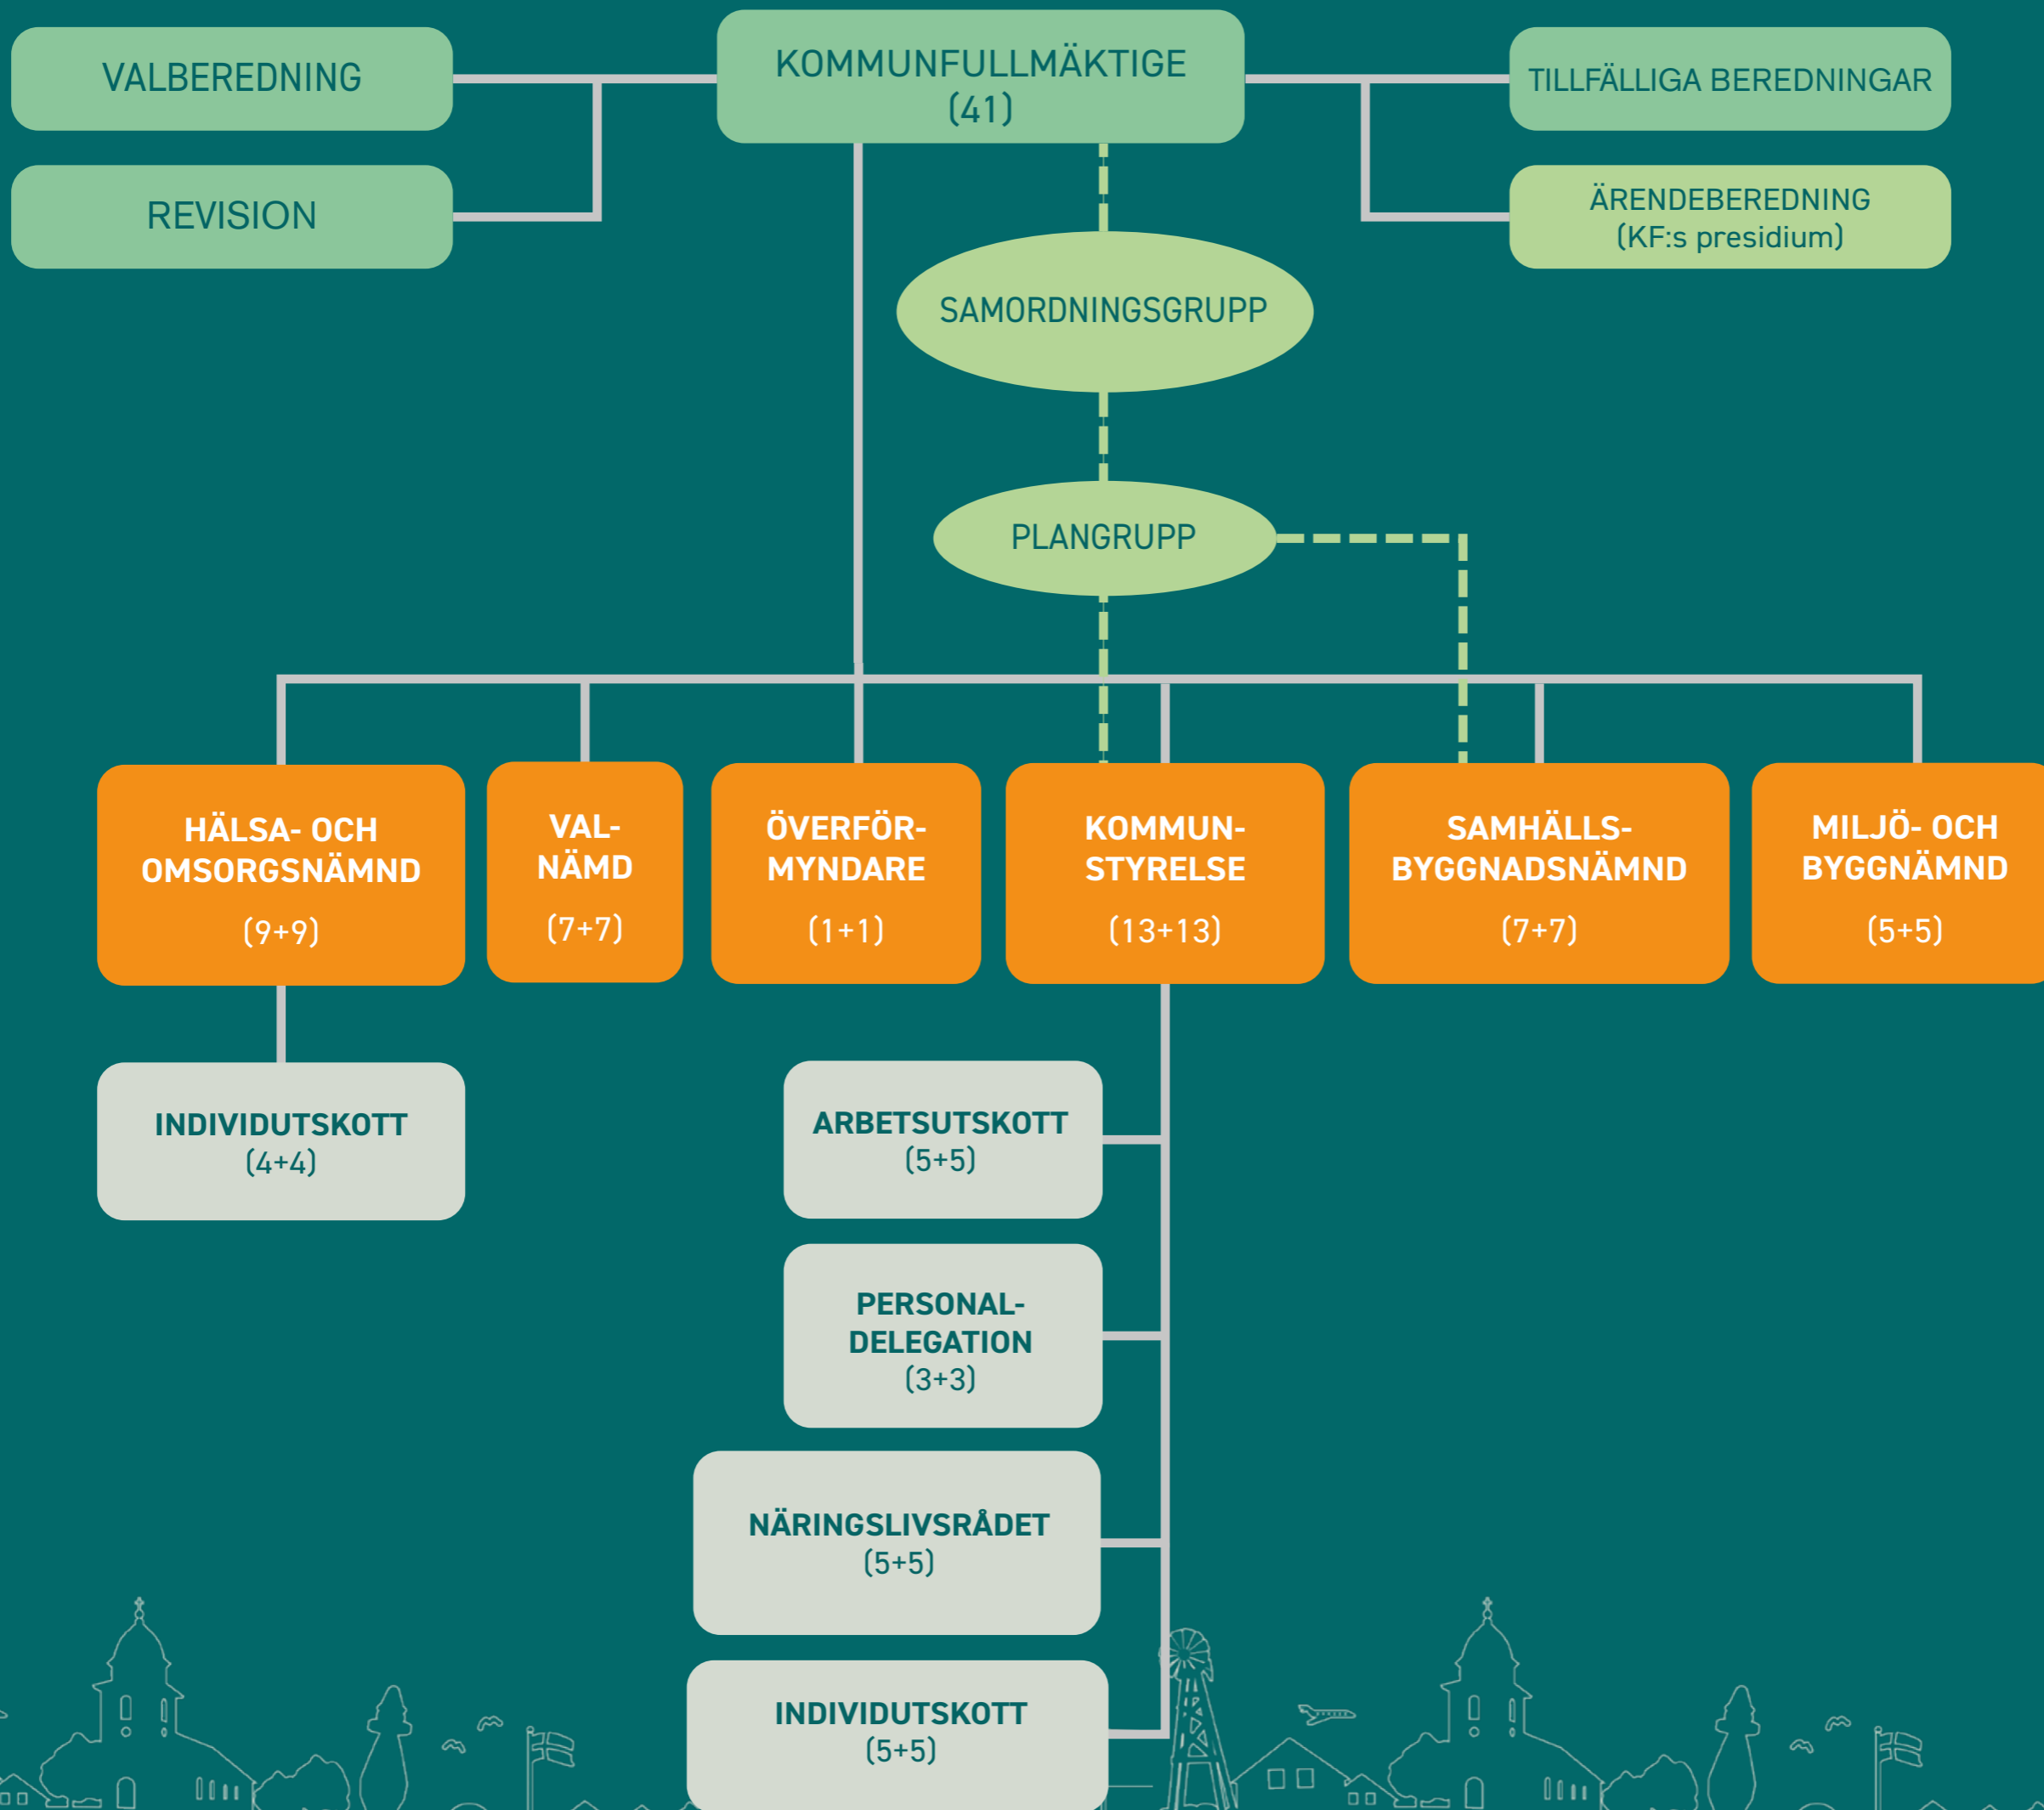 VALBEREDNING
KOMMUNFULLMÄKTIGE
(41)
TILLFÄLLIGA BEREDNINGAR
REVISION
ÄRENDEBEREDNING
(KF:s presidium)
SAMORDNINGSGRUPP
PLANGRUPP
HÄLSA- OCH
OMSORGSNÄMND
(9+9)
VAL-
NÄMD
(7+7)
ÖVERFÖR-
MYNDARE
(1+1)
KOMMUN-
STYRELSE
(13+13)
SAMHÄLLS-
BYGGNADSNÄMND
(7+7)
MILJÖ- OCH
BYGGNÄMND
(5+5)
INDIVIDUTSKOTT
(4+4)
ARBETSUTSKOTT
(5+5)
PERSONAL-
DELEGATION
(3+3)
NÄRINGSLIVSRÅDET
(5+5)
INDIVIDUTSKOTT
(5+5)